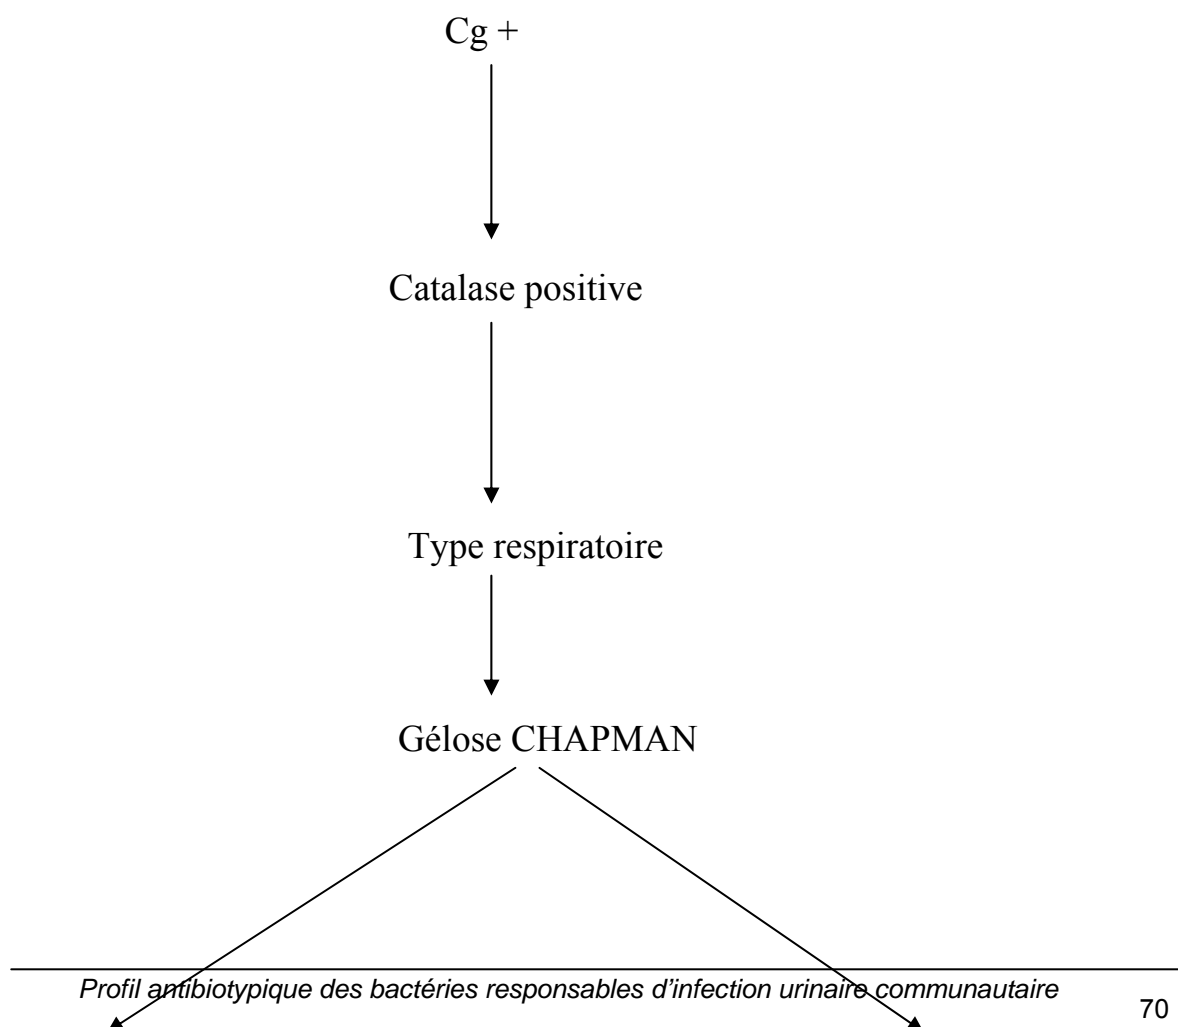 Cg +
Catalase positive
Type respiratoire
Gélose CHAPMAN
Profil antibiotypique des bactéries responsables d'infection urinaire communautaire
70